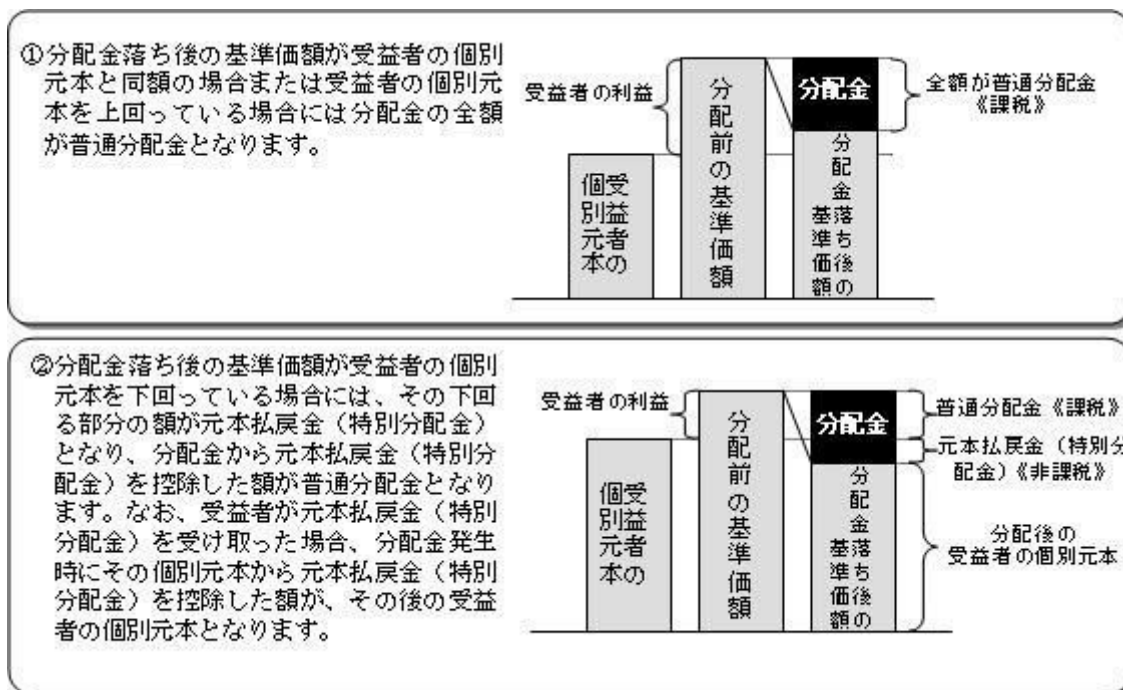 ①分配金落ち後の基準価額が受益者の個別
元本と同額の場合または受益者の個別元
本を上回っている場合には分配金の全額
が普通分配金となります。
受益者の利益
受益者の
個別元本
分配前の基準価額
分配金
分配金落ち後の
基準価額
全額が普通分配金
《課税》
②分配金落ち後の基準価額が受益者の個別
元本を下回っている場合には、その下回
る部分の額が元本払戻金（特別分配金）
となり、分配金から元本払戻金（特別分
配金）を控除した額が普通分配金となり
ます。なお、受益者が元本払戻金（特別
分配金）を受け取った場合、分配金発生
時にその個別元本から元本払戻金（特別
分配金）を控除した額が、その後の受益
者の個別元本となります。
受益者の利益
受益者の
個別元本
分配前の基準価額
分配金
分配金落ち後の
基準価額
普通分配金《課税》
元本払戻金（特別分
配金）《非課税》
分配後の
受益者の個別元本